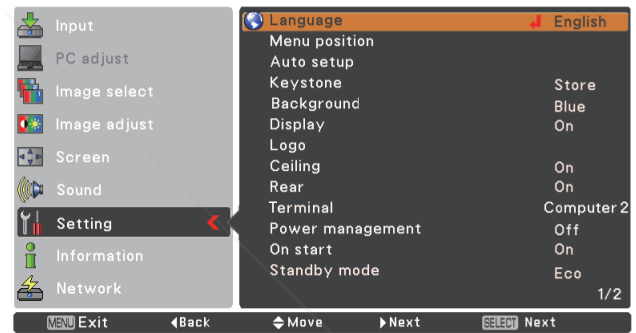 Input
PC adjust
Image select
Image adjust
Screen
Sound
Setting
Information
Network
Language English
Menu position
Auto setup
Keystone Store
Background Blue
Display On
Logo
Ceiling On
Rear On
Terminal Computer 2
Power management Off
On start On
Standby mode Eco
1/2
MENU Exit Back Move Next SELECT Next